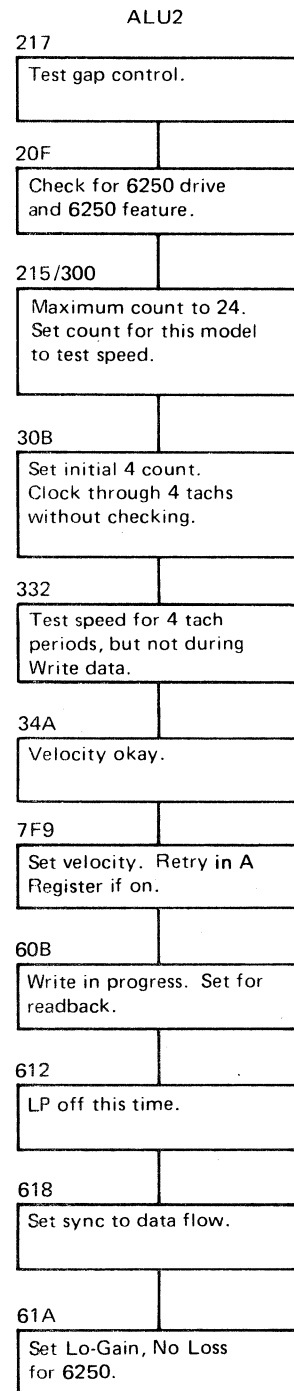 ALU2
217
Test gap control.
20F
Check for 6250 drive
and 6250 feature.
215/300
Maximum count to 24.
Set count for this model
to test speed.
30B
Set initial 4 count.
Clock through 4 tachs
without checking.
332
Test speed for 4 tach
periods, but not during
Write data.
34A
Velocity okay.
7F9
Set velocity. Retry in A
Register if on.
60B
Write in progress. Set for
readback.
612
LP off this time.
618
Set sync to data flow.
61A
Set Lo-Gain, No Loss
for 6250.